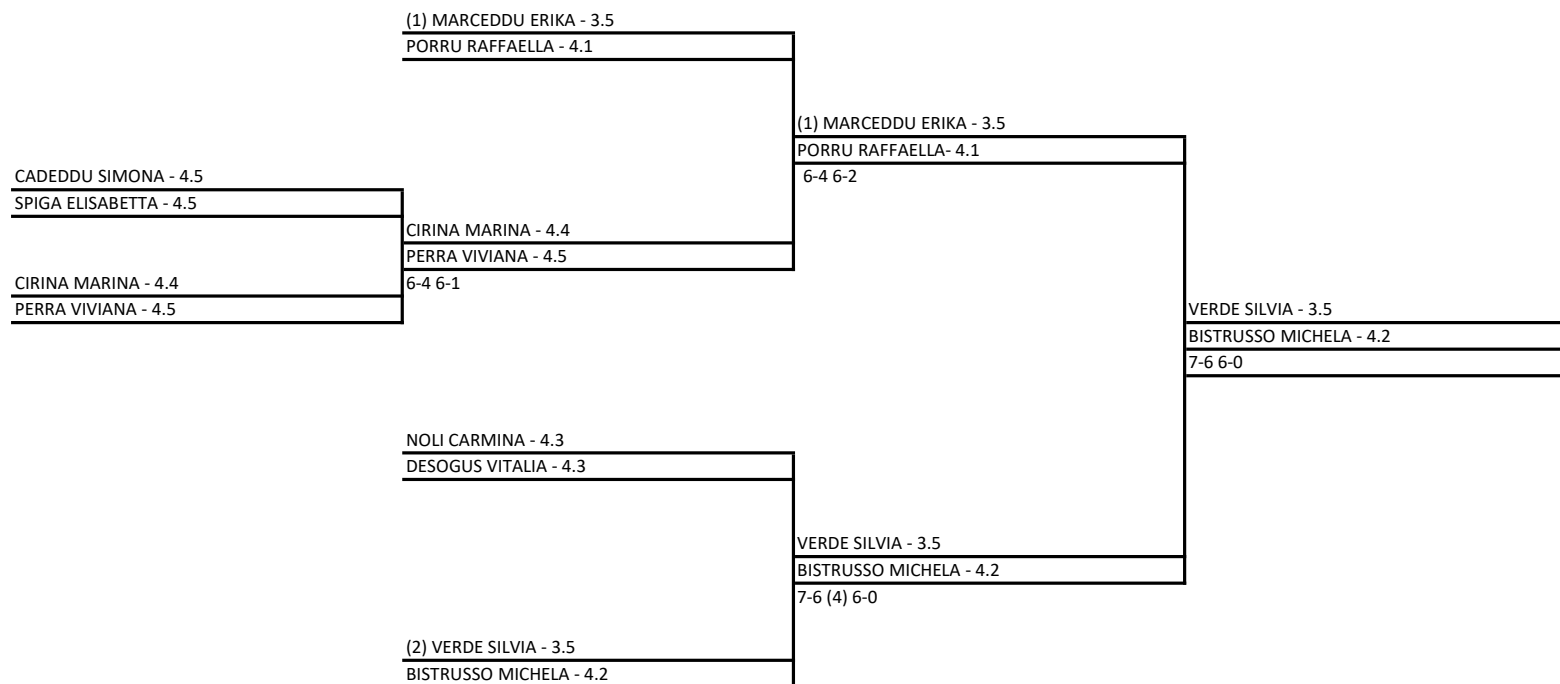 (1) MARCEDDU ERIKA - 3.5
PORRU RAFFAELLA - 4.1
(1) MARCEDDU ERIKA - 3.5
PORRU RAFFAELLA- 4.1
6-4 6-2
CADEDDU SIMONA - 4.5
SPIGA ELISABETTA - 4.5
CIRINA MARINA - 4.4
PERRA VIVIANA - 4.5
6-4 6-1
CIRINA MARINA - 4.4
PERRA VIVIANA - 4.5
VERDE SILVIA - 3.5
BISTRUSSO MICHELA - 4.2
7-6 6-0
NOLI CARMINA - 4.3
DESOGUS VITALIA - 4.3
VERDE SILVIA - 3.5
BISTRUSSO MICHELA - 4.2
7-6 (4) 6-0
(2) VERDE SILVIA - 3.5
BISTRUSSO MICHELA - 4.2